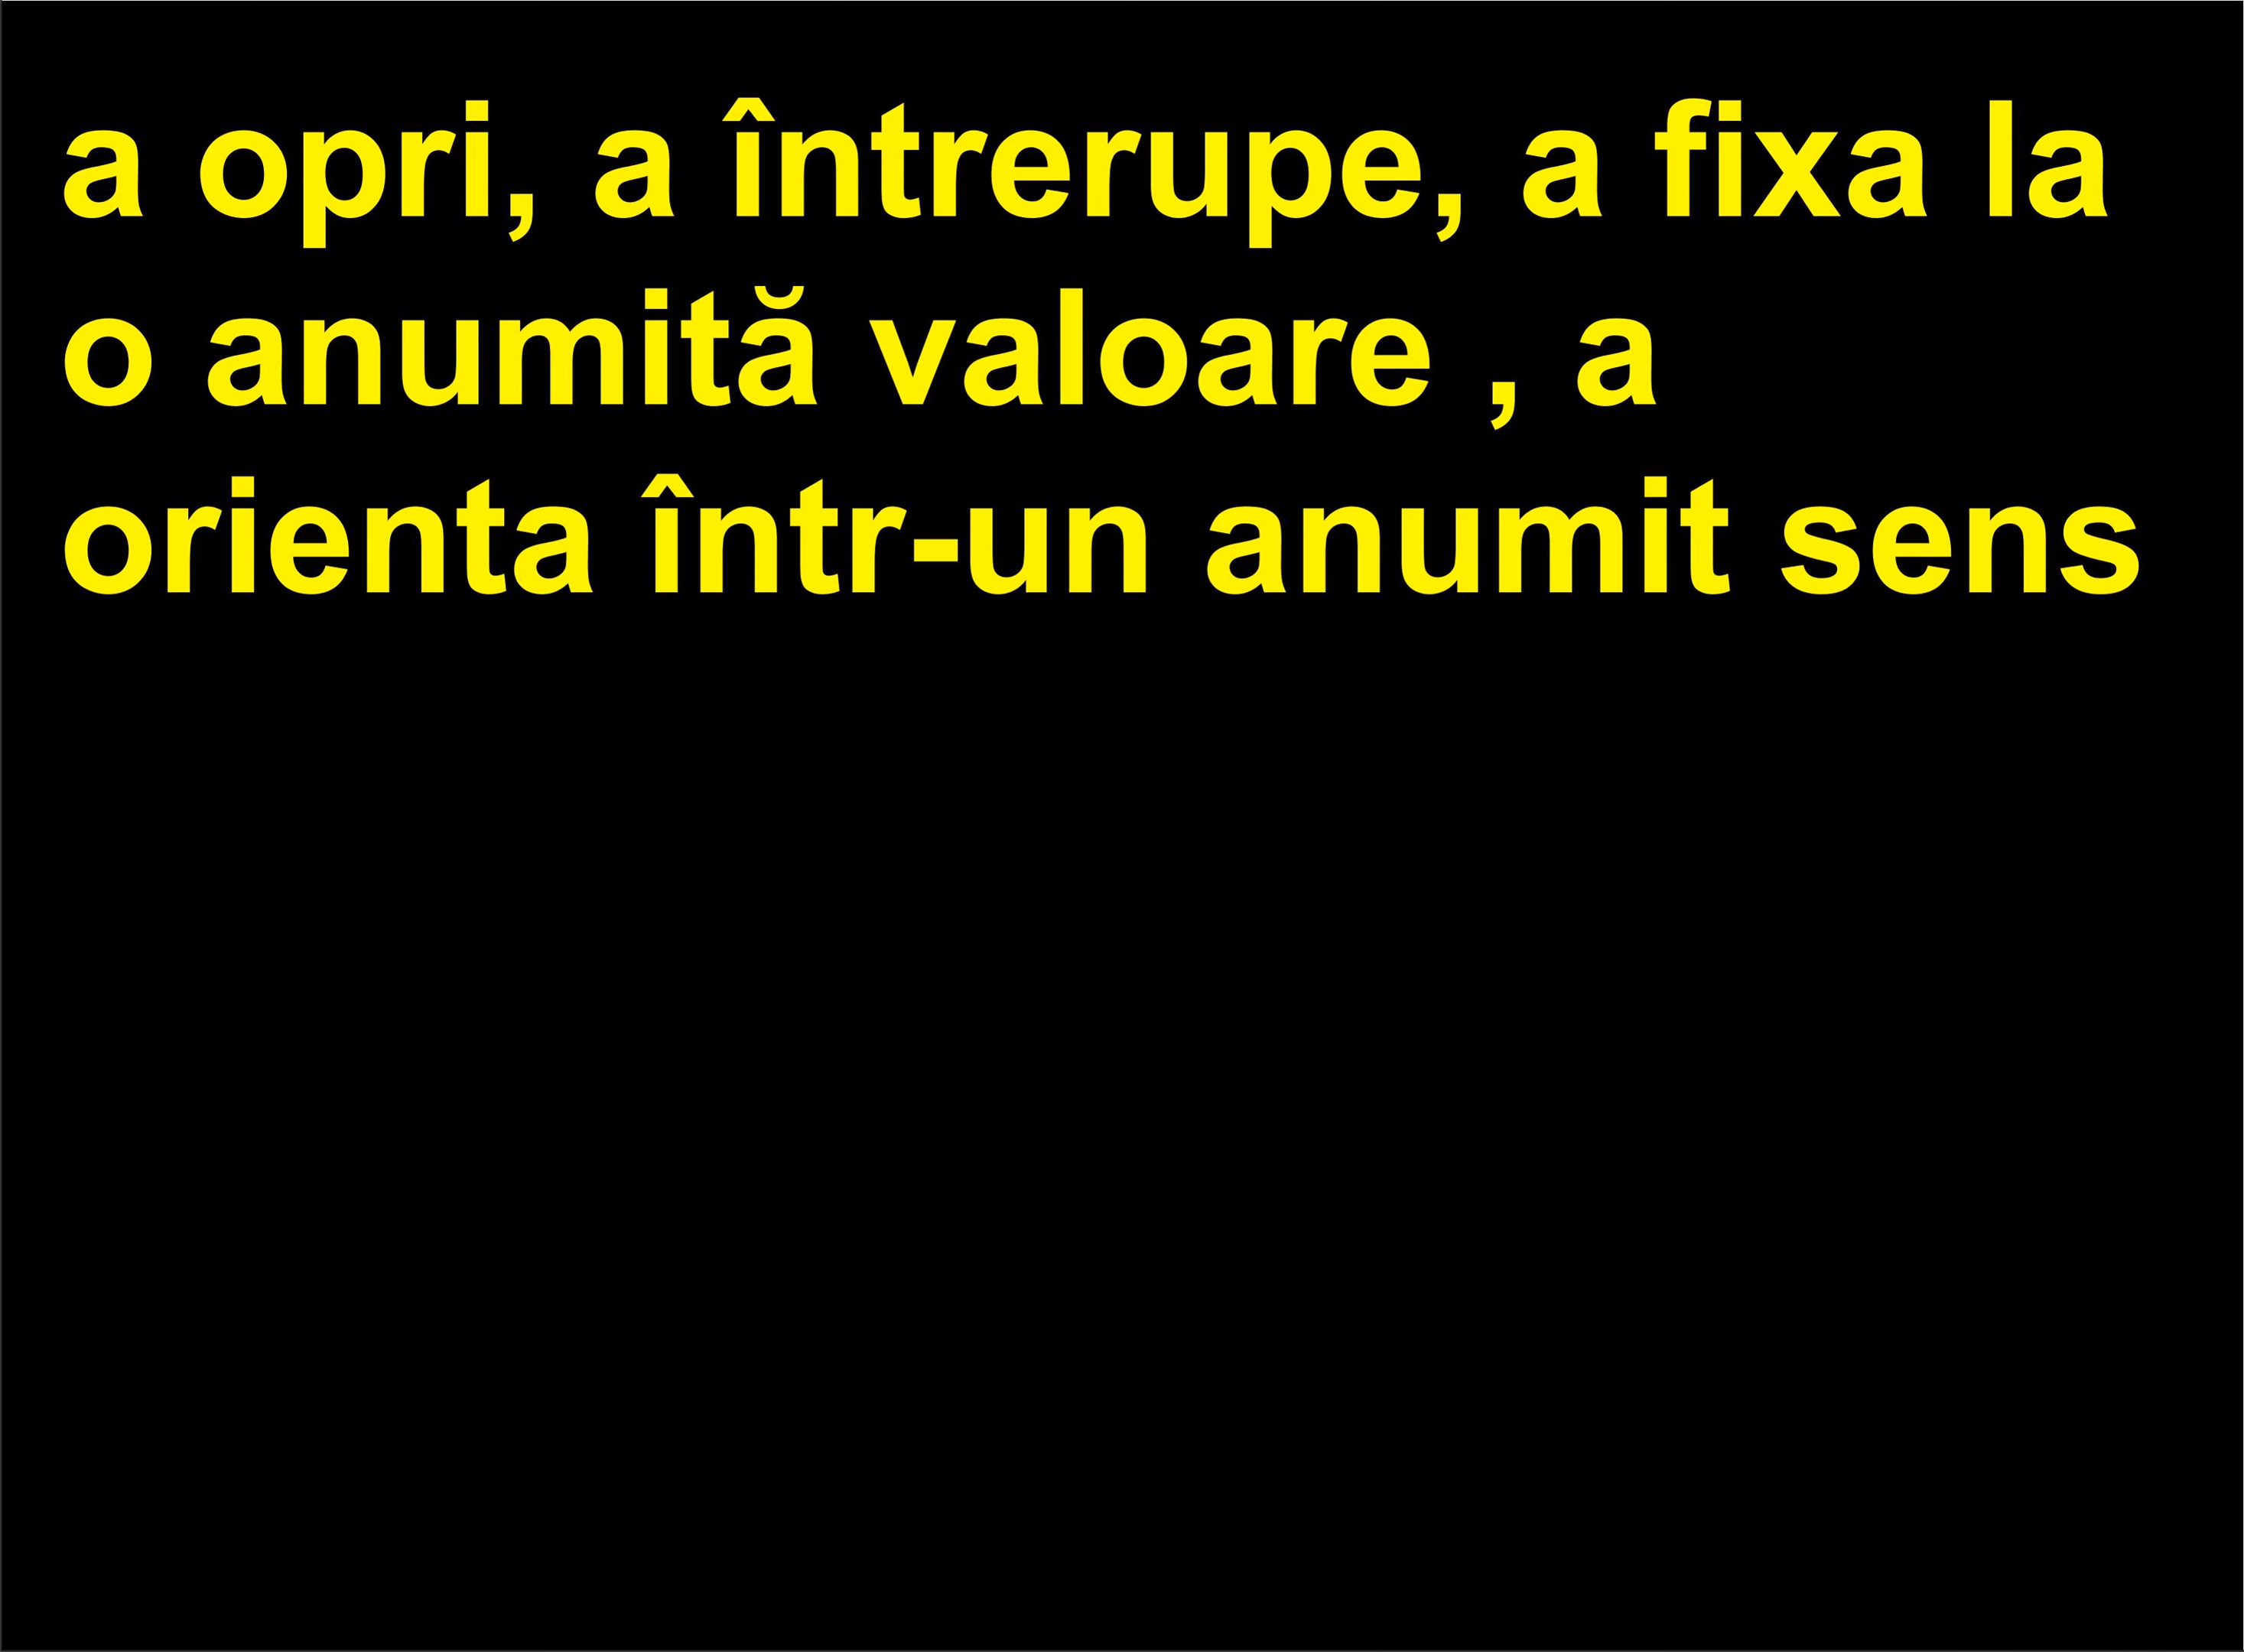 a opri, a întrerupe, a fixa la
o anumită valoare , a
orienta într-un anumit sens